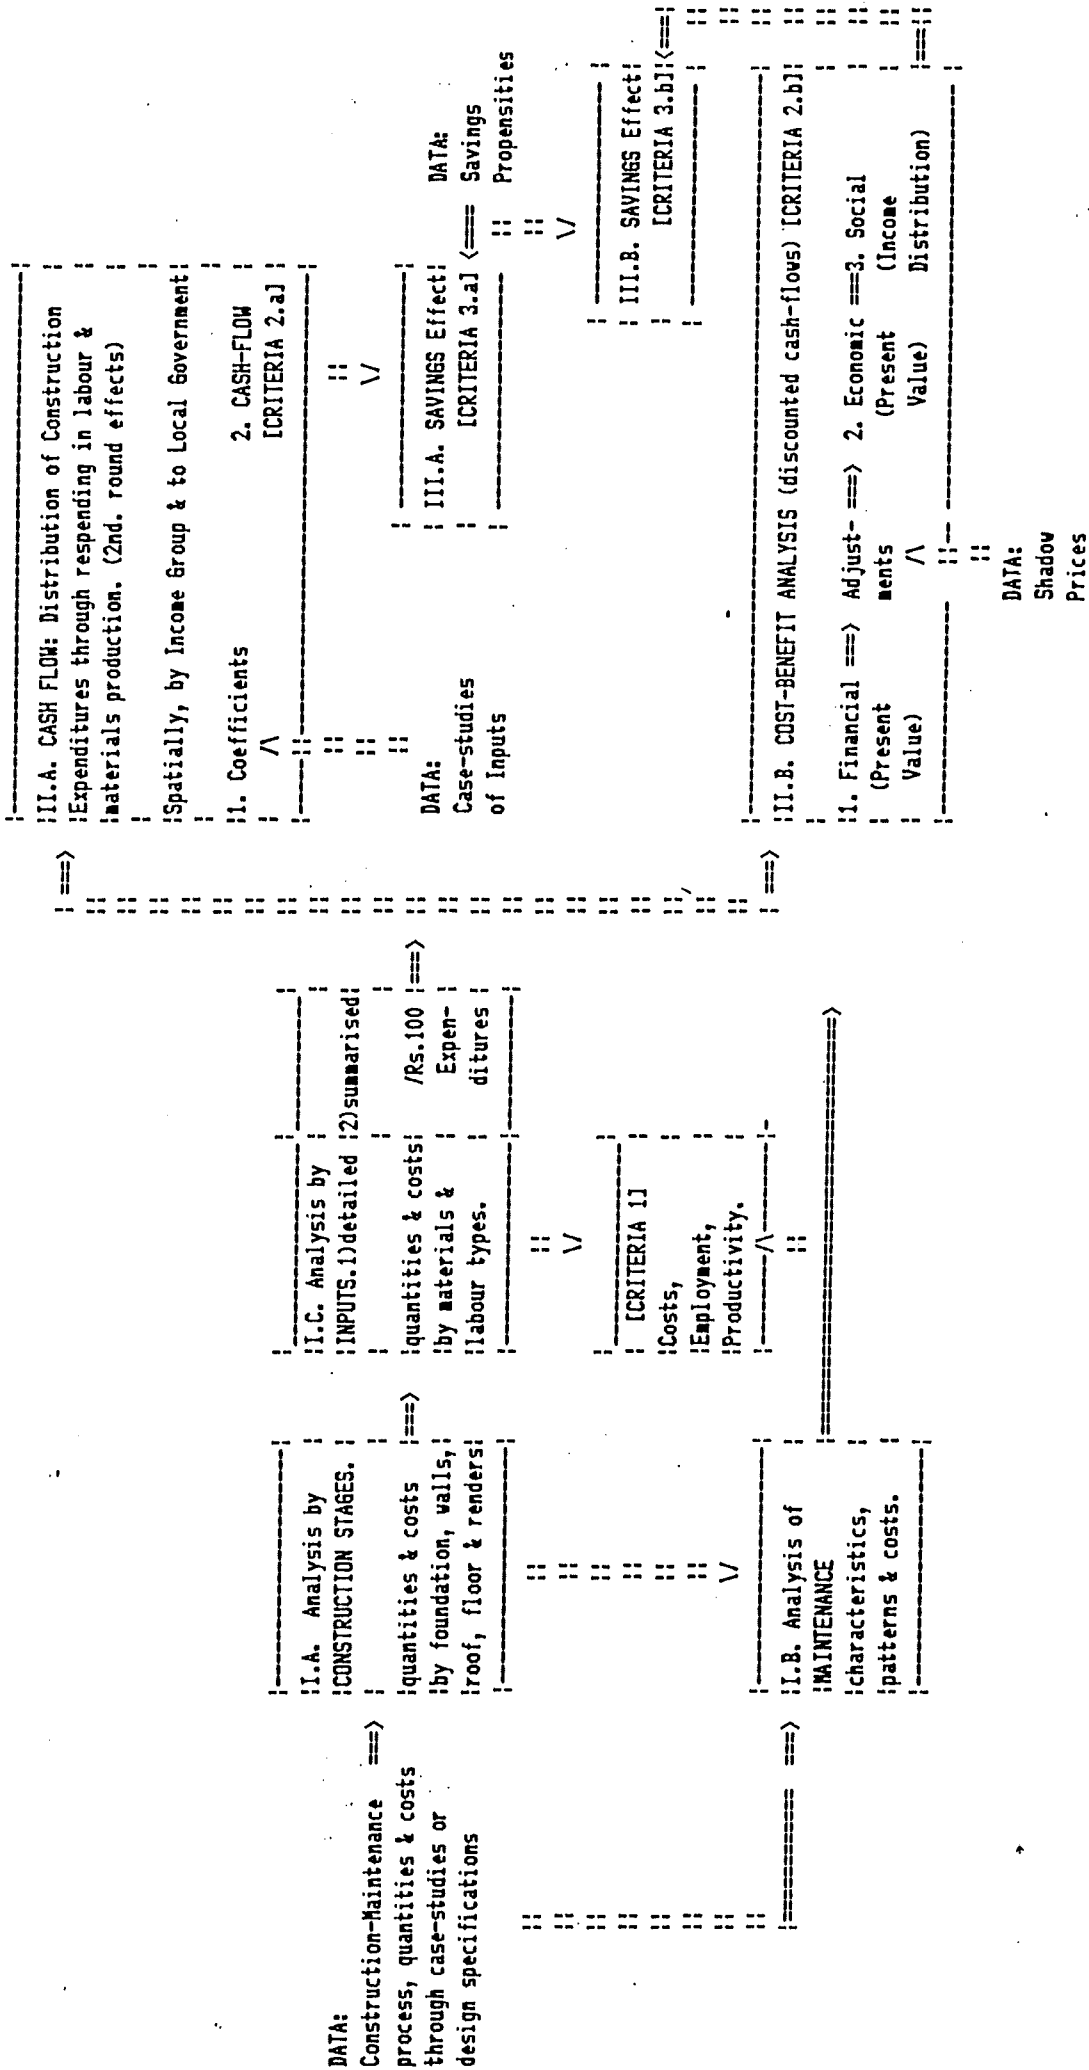 DATA:
Construction-Maintenance ===>
process, quantities & costs
through case-studies or
design specifications
I.A. Analysis by
CONSTRUCTION STAGES.
quantities & costs ===>
by foundation, walls,
roof, floor & renders
I.B. Analysis of
MAINTENANCE
characteristics,
patterns & costs.
I.C. Analysis by
INPUTS.1)detailed
quantities & costs
by materials &
labour types.
2)summarised
/Rs.100 ===>
Expen-
ditures
[CRITERIA 1]
Costs,
Employment,
Productivity.
II.A. CASH FLOW: Distribution of Construction
Expenditures through respending in labour &
materials production. (2nd. round effects)
Spatially, by Income Group & to Local Government
1. Coefficients
2. CASH-FLOW
[CRITERIA 2.a]
DATA:
Case-studies
of Inputs
III.A. SAVINGS Effect
[CRITERIA 3.a] <====
DATA:
Savings
Propensities
III.B. SAVINGS Effect
[CRITERIA 3.b] <===
II.B. COST-BENEFIT ANALYSIS (discounted cash-flows) [CRITERIA 2.b]
1. Financial ===> Adjust- ===> 2. Economic ===3. Social
(Present ments (Present (Income
Value) Value) Distribution)
DATA:
Shadow
Prices